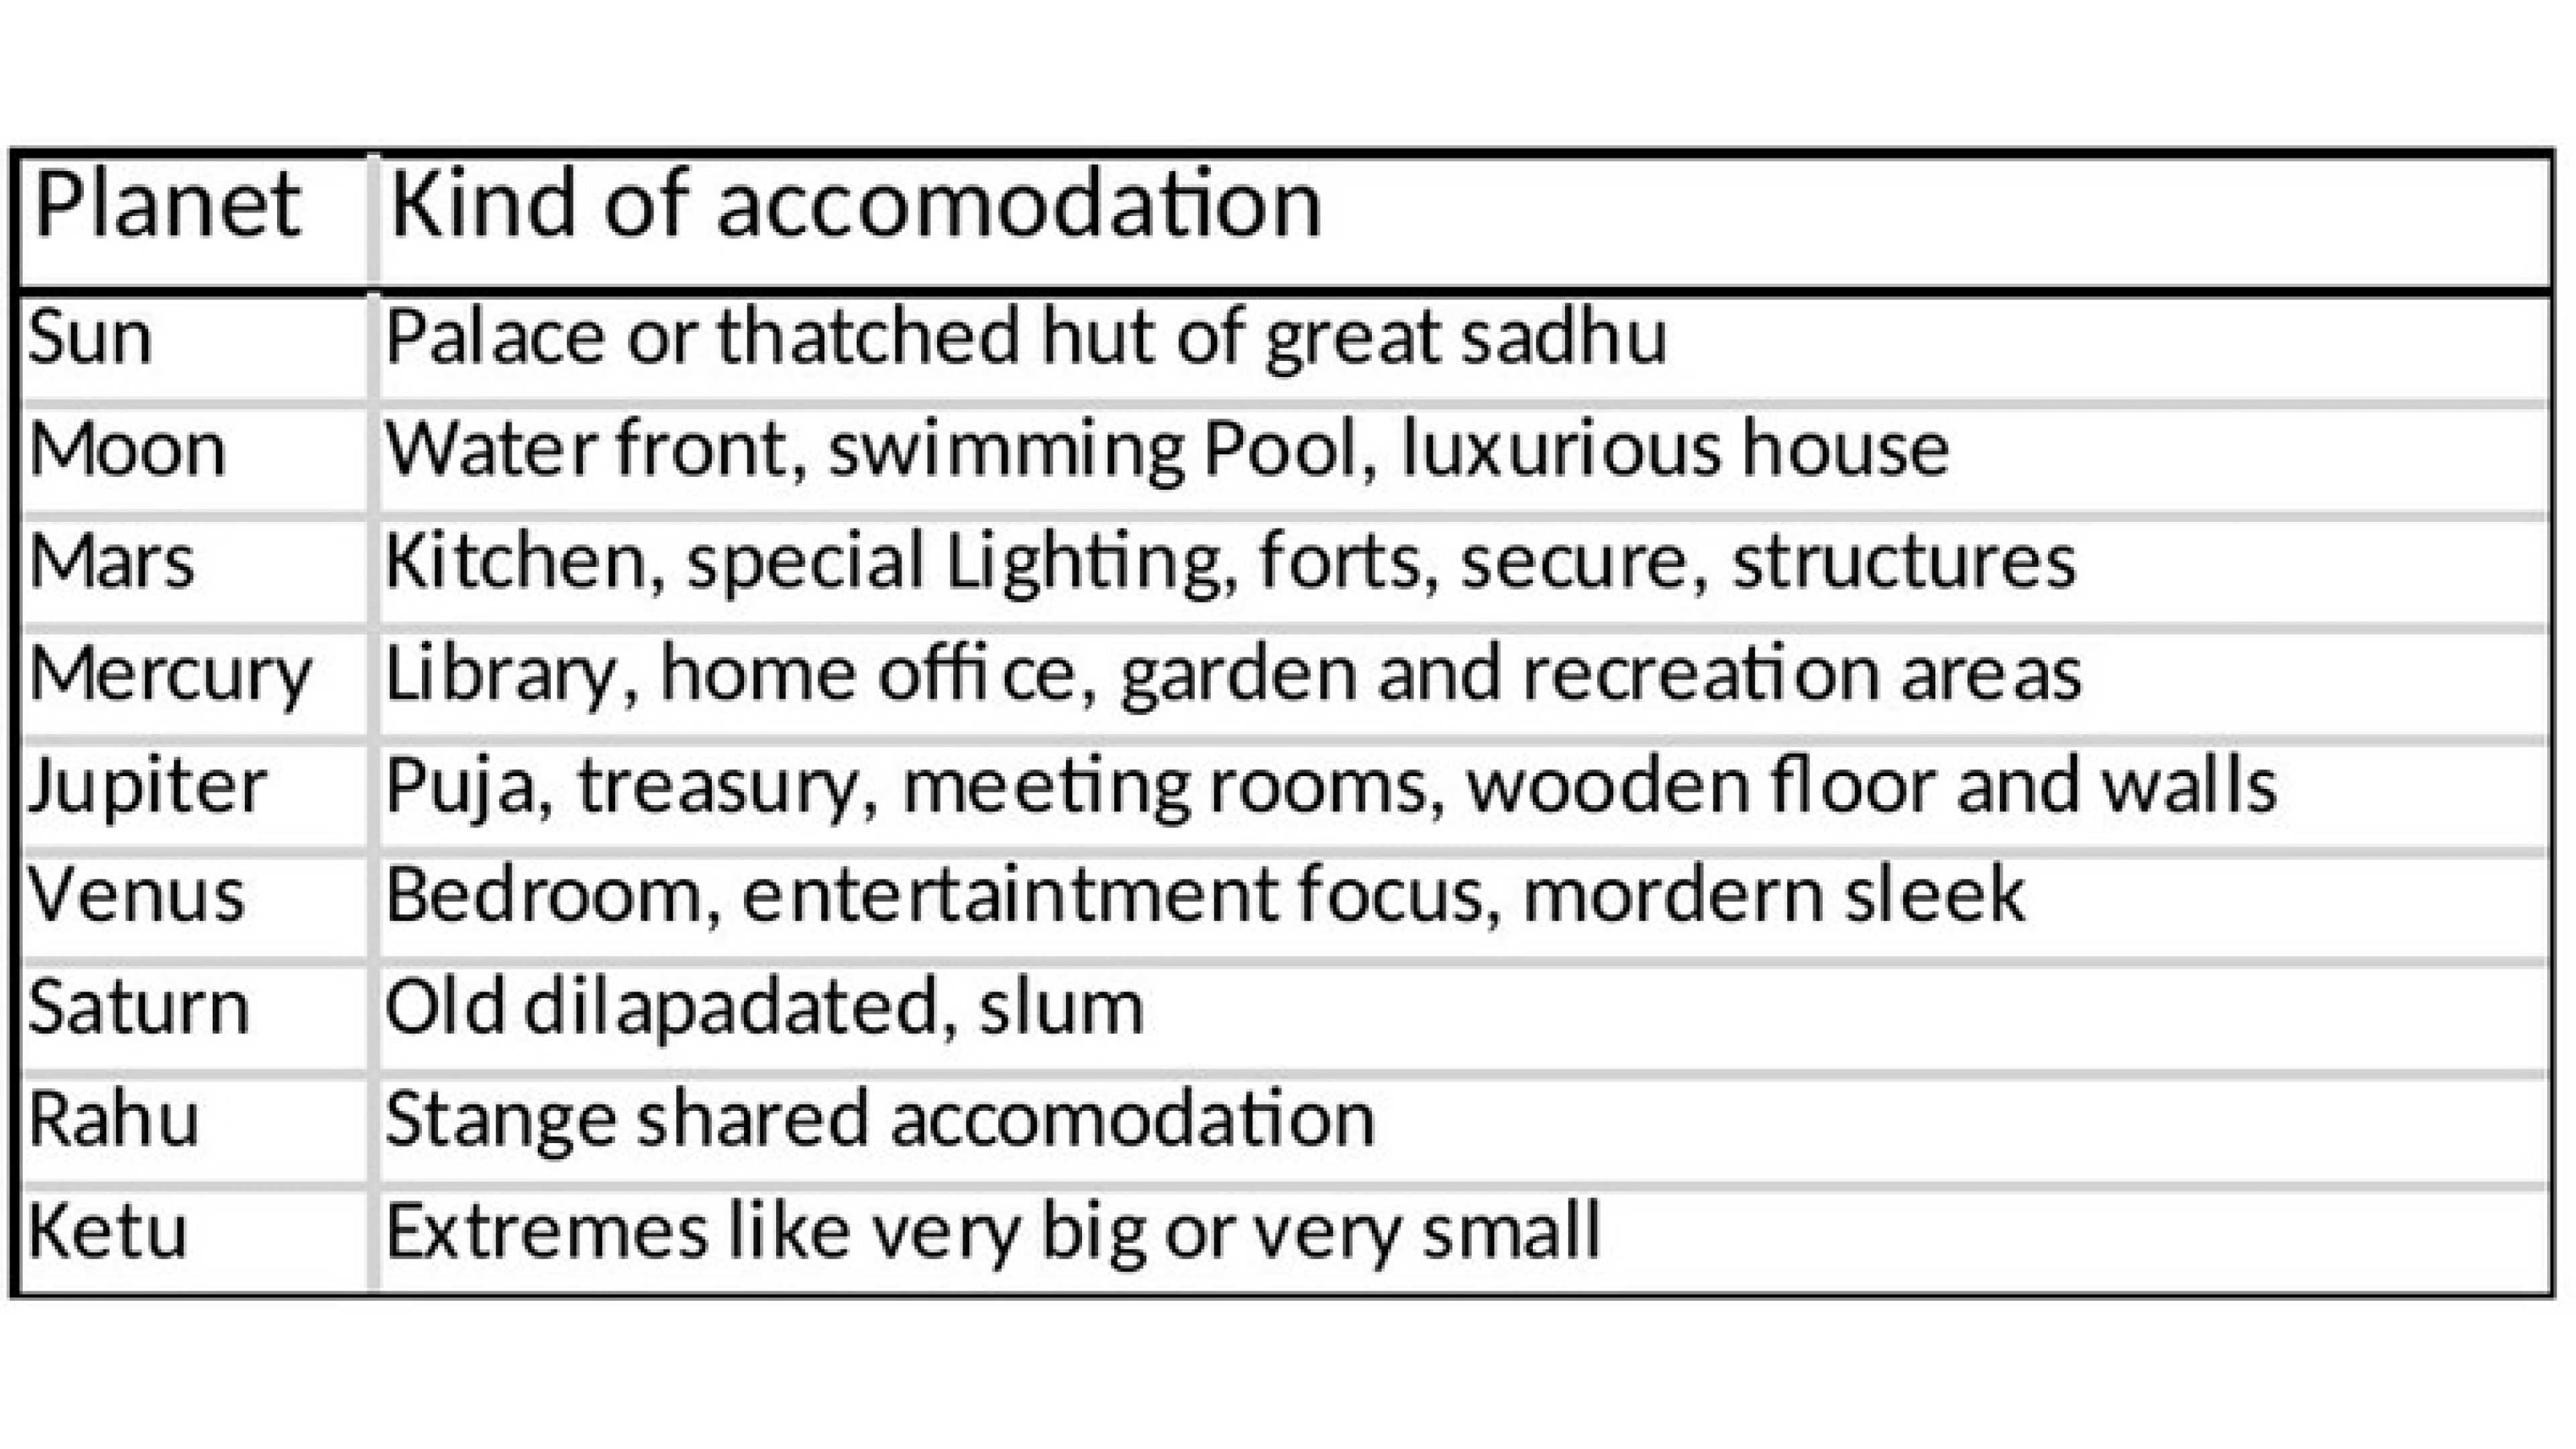 Planet Kind of accomodation
Sun Palace or thatched hut of great sadhu
Moon Water front, swimming Pool, luxurious house
Mars Kitchen, special Lighting, forts, secure, structures
Mercury Library, home office, garden and recreation areas
Jupiter Puja, treasury, meeting rooms, wooden floor and walls
Venus Bedroom, entertaintment focus, mordern sleek
Saturn Old dilapadated, slum
Rahu Stange shared accomodation
Ketu Extremes like very big or very small